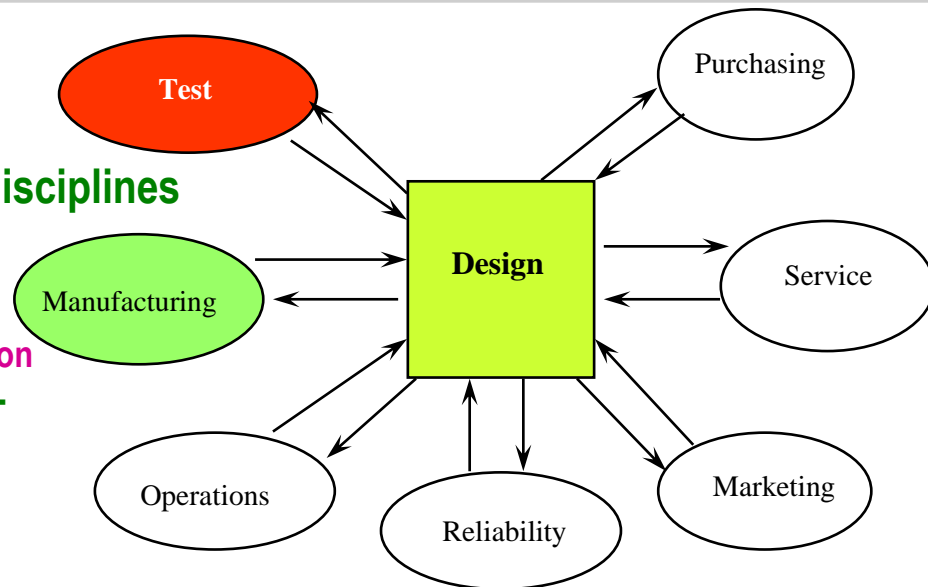 Test
Purchasing
isciplines
Design
Service
Manufacturing
on
Operations
Marketing
Reliability